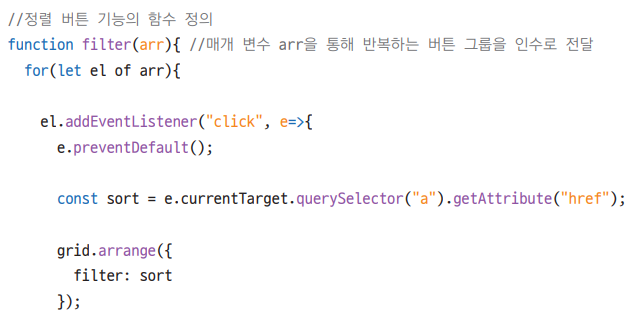 //정렬 버튼 기능의 함수 정의
function filter(arr){ //매개 변수 arr을 통해 반복하는 버튼 그룹을 인수로 전달
for(let el of arr){
el.addEventListener("click", e=>{
e.preventDefault();
const sort = e.currentTarget.querySelector("a").getAttribute("href");
grid.arrange({
filter: sort
});